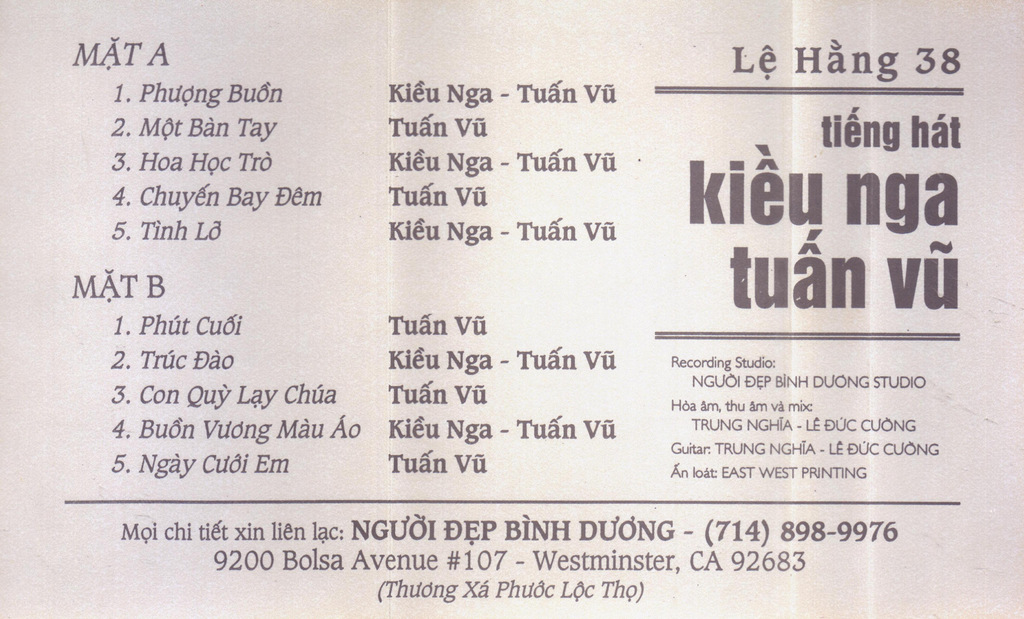 MẶT A
1. Phượng Buồn Kiều Nga - Tuấn Vũ
2. Một Bàn Tay Tuấn Vũ
3. Hoa Học Trò Kiều Nga - Tuấn Vũ
4. Chuyến Bay Đêm Tuấn Vũ
5. Tình Lỡ Kiều Nga - Tuấn Vũ
MẶT B
1. Phút Cuối Tuấn Vũ
2. Trúc Đào Kiều Nga - Tuấn Vũ
3. Con Quỳ Lạy Chúa Tuấn Vũ
4. Buồn Vương Màu Áo Kiều Nga - Tuấn Vũ
5. Ngày Cưới Em Tuấn Vũ
Lệ Hằng 38
tiếng hát
kiều nga
tuấn vũ
Recording Studio:
NGƯỜI ĐẸP BÌNH DƯƠNG STUDIO
Hòa âm, thu âm và mix:
TRUNG NGHĨA - LÊ ĐỨC CƯỜNG
Guitar: TRUNG NGHĨA - LÊ ĐỨC CƯỜNG
Ấn loát: EAST WEST PRINTING
Mọi chi tiết xin liên lạc: NGƯỜI ĐẸP BÌNH DƯƠNG - (714) 898-9976
9200 Bolsa Avenue #107 - Westminster, CA 92683
(Thương Xá Phước Lộc Thọ)